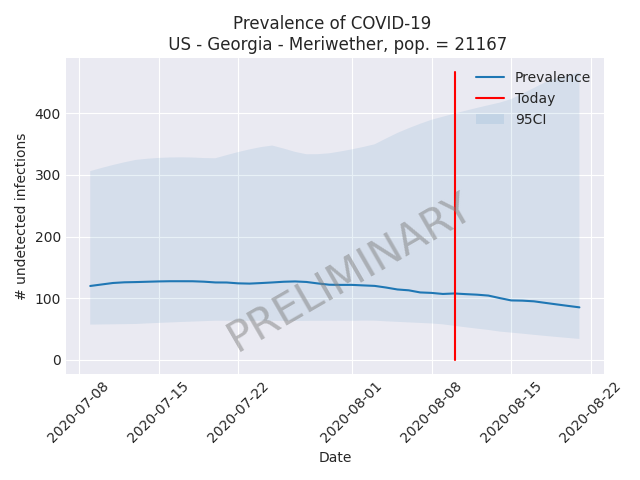 Prevalence of COVID-19
US - Georgia - Meriwether, pop. = 21167
Prevalence
Today
95CI
# undetected infections
400
300
200
100
0
PRELIMINARY
2020-07-08
2020-07-15
2020-07-22
2020-08-01
2020-08-08
2020-08-15
2020-08-22
Date